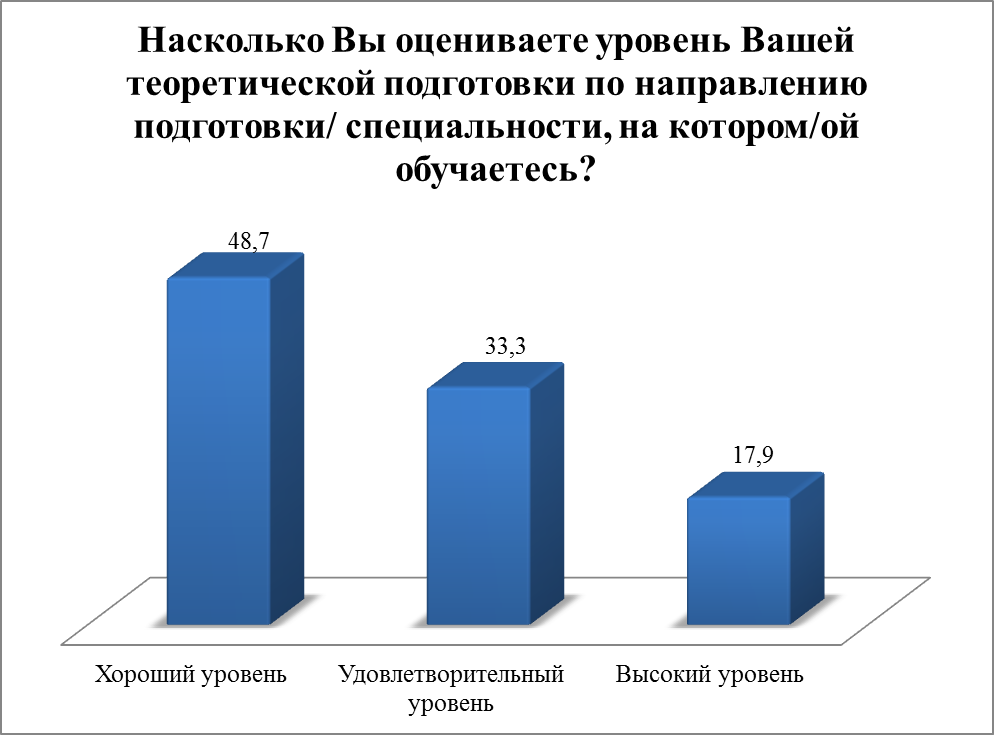 Насколько Вы оцениваете уровень Вашей
теоретической подготовки по направлению
подготовки/ специальности, на котором/ой
обучаетесь?
48,7
33,3
17,9
Хороший уровень
Удовлетворительный
уровень
Высокий уровень